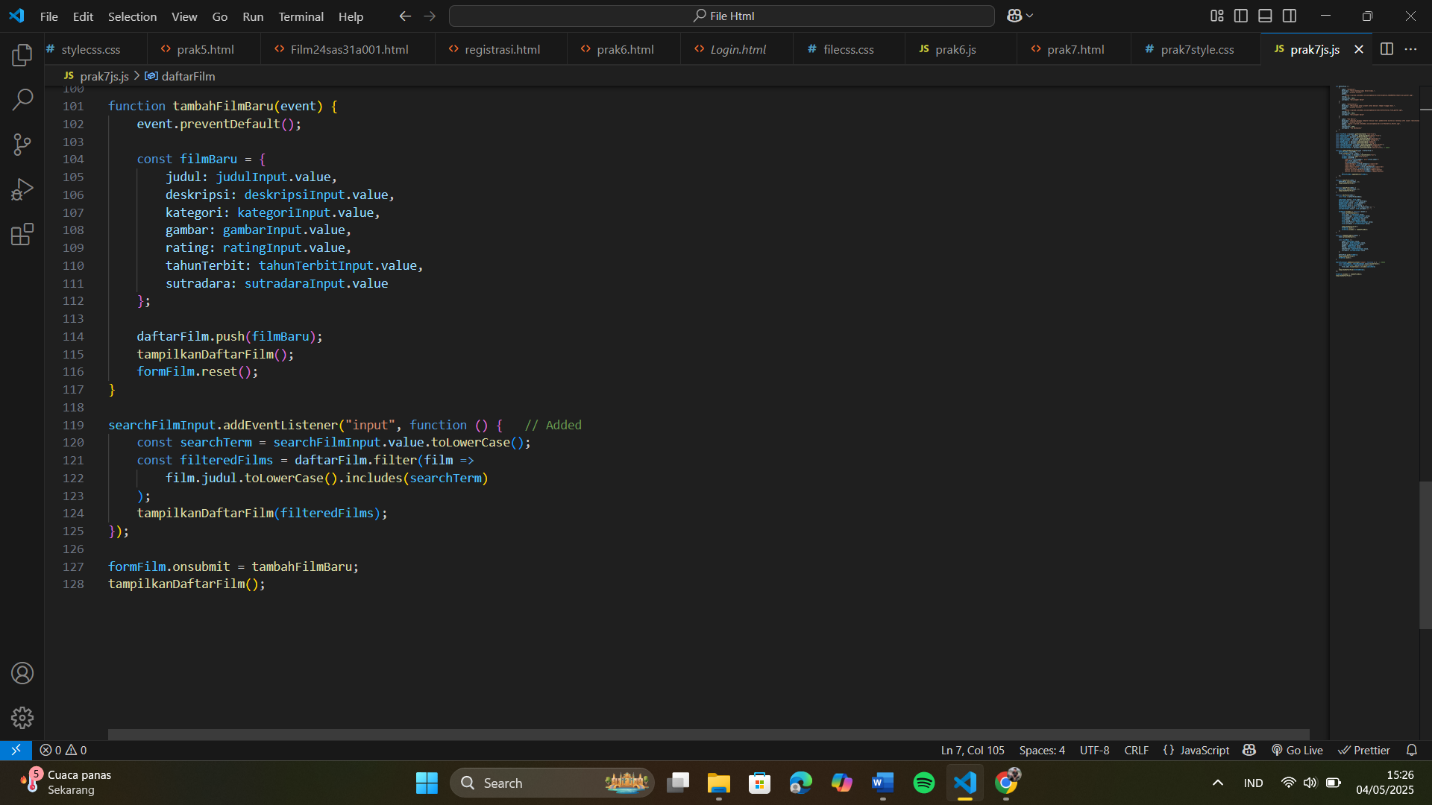 File Edit Selection View Go Run Terminal Help File Html
stylecss.css prak5.html Film24sas31a001.html registrasi.html prak6.html Login.html filecss.css prak6.js prak7.html prak7style.css prak7js.js
prak7js.js > daftarFilm
100
101 function tambahFilmBaru(event) {
102     event.preventDefault();
103
104     const filmBaru = {
105         judul: judulInput.value,
106         deskripsi: deskripsiInput.value,
107         kategori: kategoriInput.value,
108         gambar: gambarInput.value,
109         rating: ratingInput.value,
110         tahunTerbit: tahunTerbitInput.value,
111         sutradara: sutradaraInput.value
112     };
113
114     daftarFilm.push(filmBaru);
115     tampilkanDaftarFilm();
116     formFilm.reset();
117 }
118
119 searchFilmInput.addEventListener("input", function () {   // Added
120     const searchTerm = searchFilmInput.value.toLowerCase();
121     const filteredFilms = daftarFilm.filter(film =>
122         film.judul.toLowerCase().includes(searchTerm)
123     );
124     tampilkanDaftarFilm(filteredFilms);
125 });
126
127 formFilm.onsubmit = tambahFilmBaru;
128 tampilkanDaftarFilm();
0 0 Ln 7, Col 105 Spaces: 4 UTF-8 CRLF {} JavaScript Go Live Prettier
5 Cuaca panas
Sekarang
Search
IND
15:26
04/05/2025